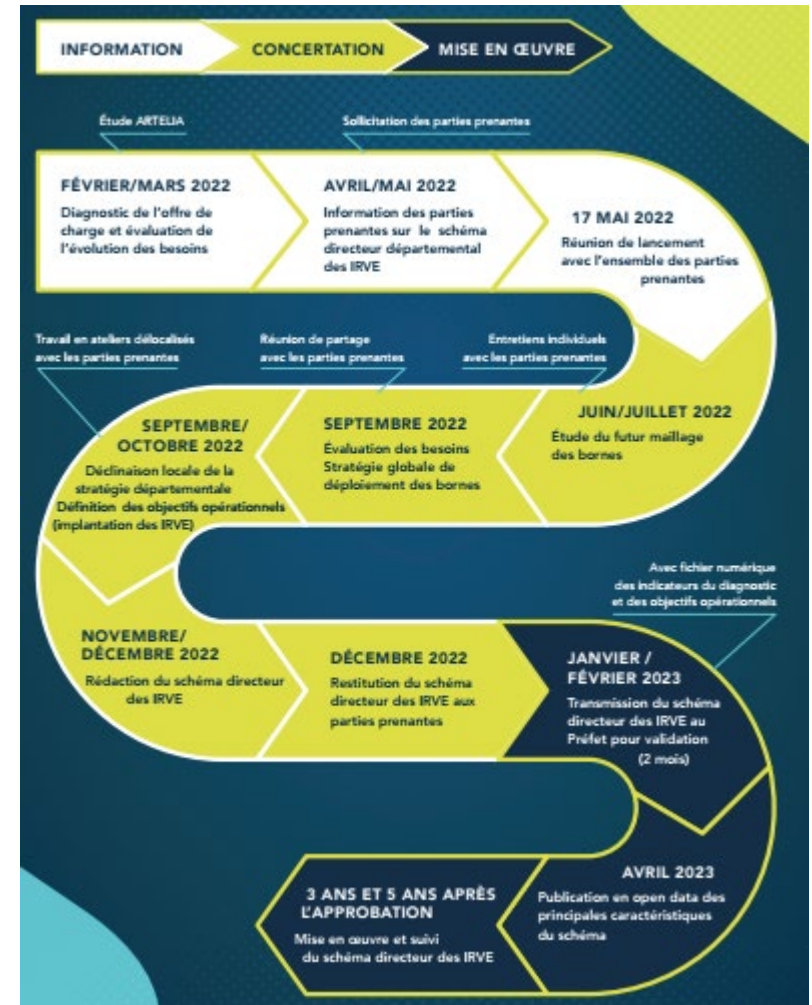 INFORMATION
CONCERTATION
MISE EN ŒUVRE
Étude ARTELIA
Sollicitation des parties prenantes
FÉVRIER/MARS 2022
Diagnostic de l'offre de
charge et évaluation de
l'évolution des besoins
AVRIL/MAI 2022
Information des parties
prenantes sur le schéma
directeur départemental
des IRVE
17 MAI 2022
Réunion de lancement
avec l'ensemble des parties
prenantes
Entretiens individuels
avec les parties prenantes
JUIN/JUILLET 2022
Étude du futur maillage
des bornes
Réunion de partage
avec les parties prenantes
SEPTEMBRE 2022
Évaluation des besoins
Stratégie globale de
déploiement des bornes
Travail en ateliers délocalisés
avec les parties prenantes
SEPTEMBRE/
OCTOBRE 2022
Déclinaison locale de la
stratégie départementale
Définition des objectifs opérationnels
(implantation des IRVE)
NOVEMBRE/
DÉCEMBRE 2022
Rédaction du schéma directeur
des IRVE
DÉCEMBRE 2022
Restitution du schéma
directeur des IRVE aux
parties prenantes
Avec fichier numérique
des indicateurs du diagnostic
et des objectifs opérationnels
JANVIER /
FÉVRIER 2023
Transmission du schéma
directeur des IRVE au
Préfet pour validation
(2 mois)
AVRIL 2023
Publication en open data des
principales caractéristiques
du schéma
3 ANS ET 5 ANS APRÈS
L'APPROBATION
Mise en œuvre et suivi
du schéma directeur des IRVE